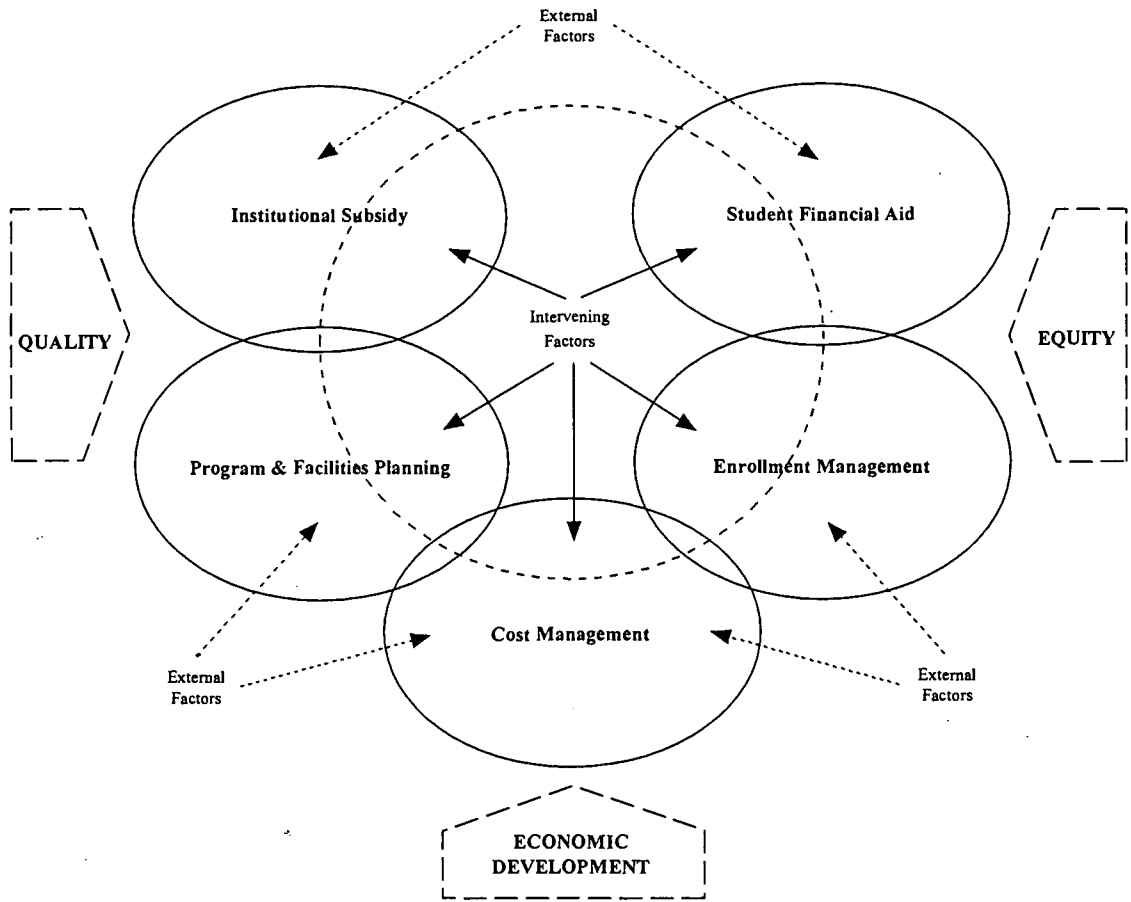 External
Factors
Institutional Subsidy
Student Financial Aid
QUALITY
Intervening
Factors
EQUITY
Program & Facilities Planning
Enrollment Management
Cost Management
External
Factors
External
Factors
ECONOMIC
DEVELOPMENT